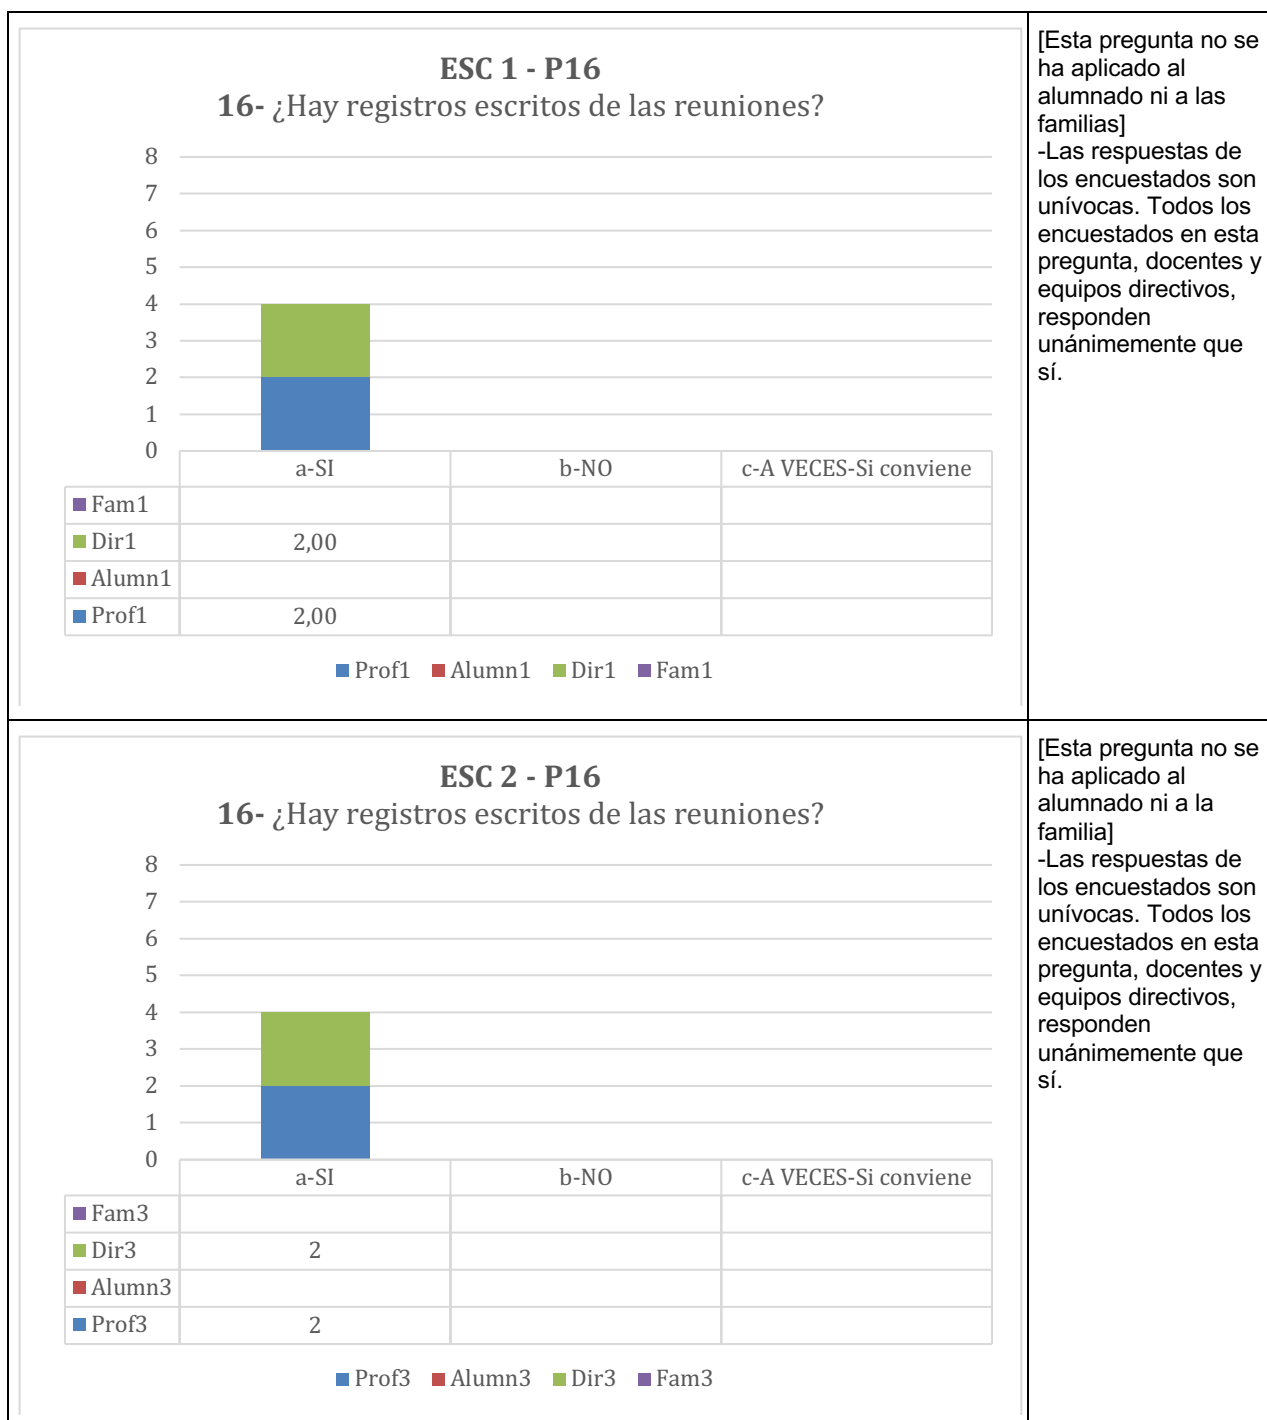 ESC 1 - P16
16- ¿Hay registros escritos de las reuniones?
8
7
6
5
4
3
2
1
0
a-SI b-NO c-A VECES-Si conviene
Fam1
Dir1 2,00
Alumn1
Prof1 2,00
Prof1 Alumn1 Dir1 Fam1
[Esta pregunta no se
ha aplicado al
alumnado ni a las
familias]
-Las respuestas de
los encuestados son
unívocas. Todos los
encuestados en esta
pregunta, docentes y
equipos directivos,
responden
unánimemente que
sí.
ESC 2 - P16
16- ¿Hay registros escritos de las reuniones?
8
7
6
5
4
3
2
1
0
a-SI b-NO c-A VECES-Si conviene
Fam3
Dir3 2
Alumn3
Prof3 2
Prof3 Alumn3 Dir3 Fam3
[Esta pregunta no se
ha aplicado al
alumnado ni a la
familia]
-Las respuestas de
los encuestados son
unívocas. Todos los
encuestados en esta
pregunta, docentes y
equipos directivos,
responden
unánimemente que
sí.